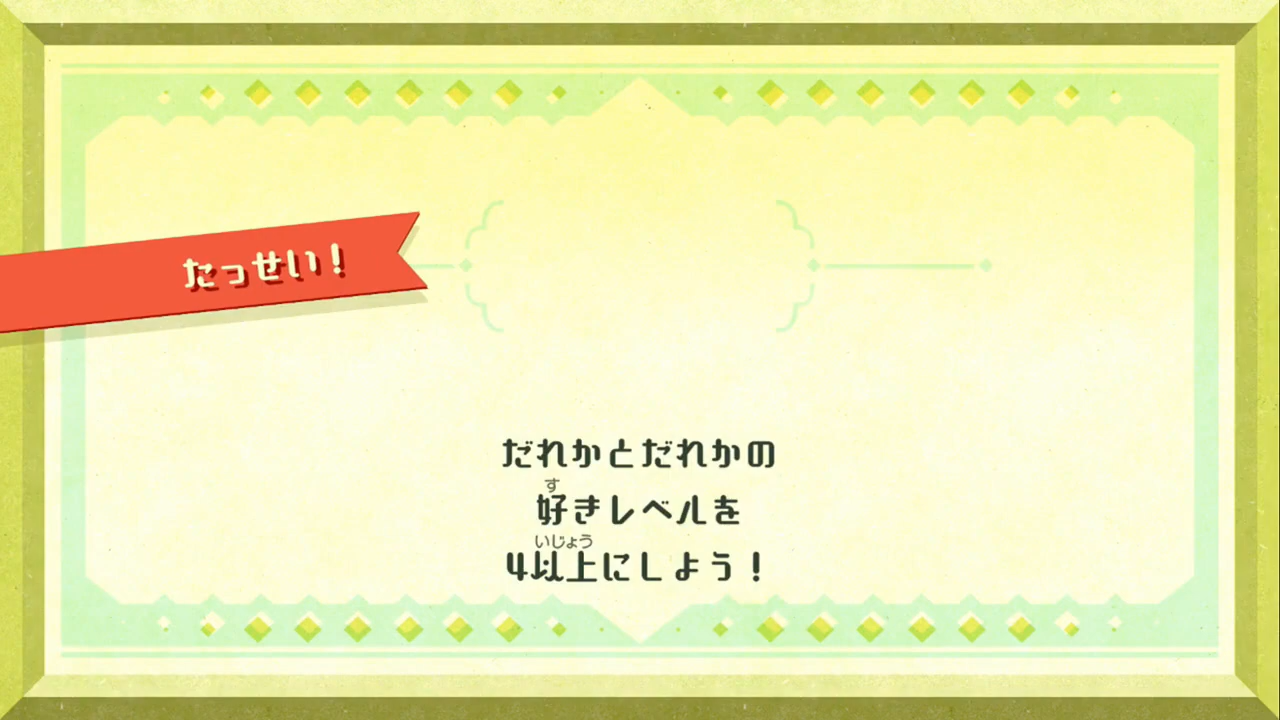 たっせい！
だれかとだれかの
好きレベルを
4以上にしよう！
す
いじょう